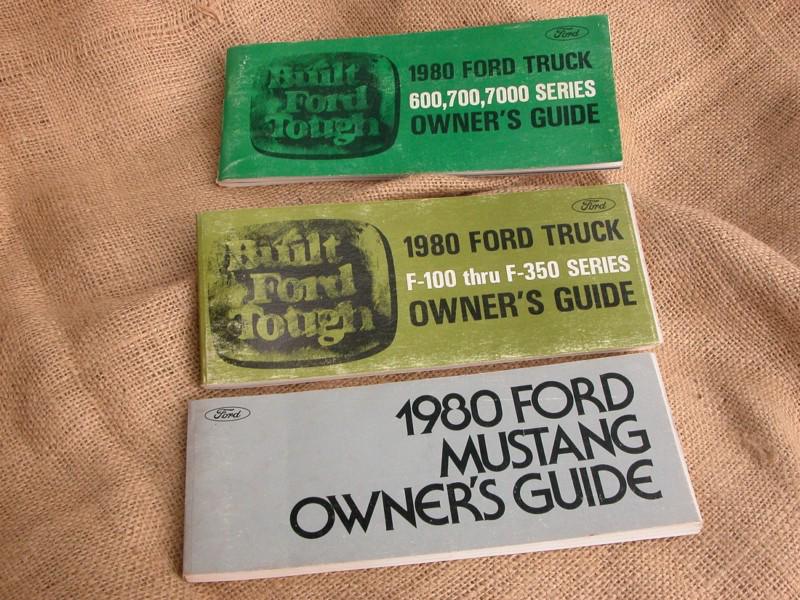 Ford
Built
Ford
Tough
1980 FORD TRUCK
600,700,7000 SERIES
OWNER'S GUIDE
Ford
Built
Ford
Tough
1980 FORD TRUCK
F-100 thru F-350 SERIES
OWNER'S GUIDE
Ford
1980 FORD
MUSTANG
OWNER'S GUIDE